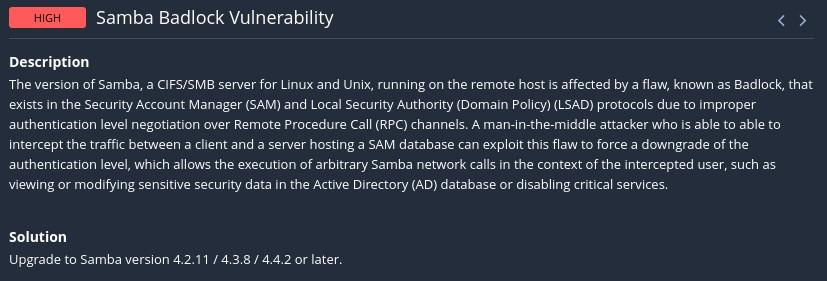 HIGH
Samba Badlock Vulnerability
Description
The version of Samba, a CIFS/SMB server for Linux and Unix, running on the remote host is affected by a flaw, known as Badlock, that
exists in the Security Account Manager (SAM) and Local Security Authority (Domain Policy) (LSAD) protocols due to improper
authentication level negotiation over Remote Procedure Call (RPC) channels. A man-in-the-middle attacker who is able to able to
intercept the traffic between a client and a server hosting a SAM database can exploit this flaw to force a downgrade of the
authentication level, which allows the execution of arbitrary Samba network calls in the context of the intercepted user, such as
viewing or modifying sensitive security data in the Active Directory (AD) database or disabling critical services.
Solution
Upgrade to Samba version 4.2.11 / 4.3.8 / 4.4.2 or later.